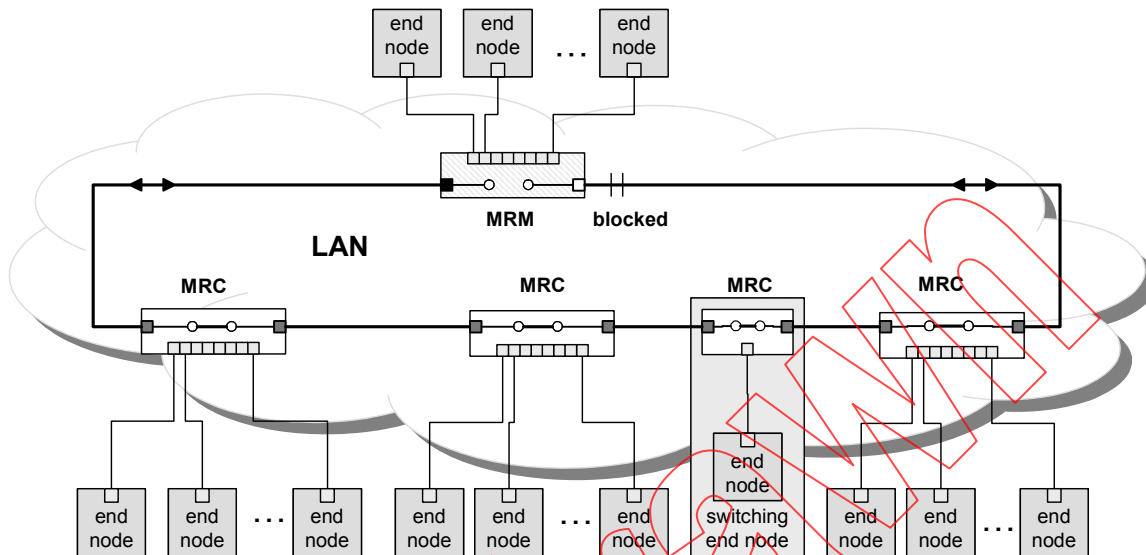 end node end node ... end node
MRM blocked
LAN
MRC MRC MRC MRC
end node
end node end node ... end node end node end node ... end node switching end node end node end node ... end node